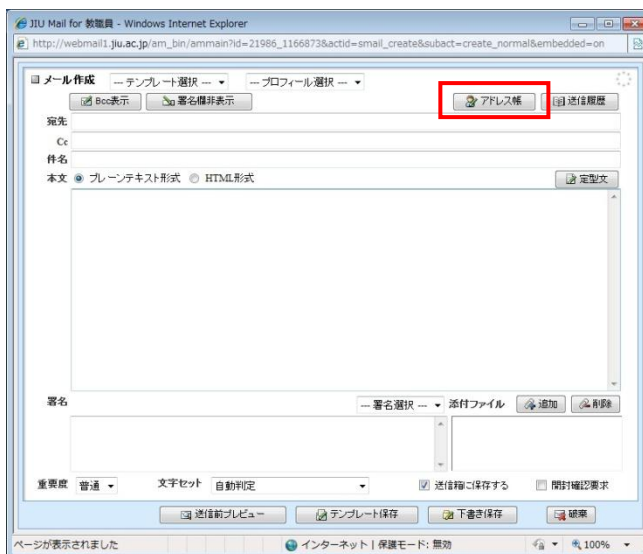 JIU Mail for 教職員 - Windows Internet Explorer
http://webmail1.jiu.ac.jp/am_bin/ammain?id=21986_1166873&actid=smail_create&subact=create_normal&embedded=on
メール作成 --- テンプレート選択 --- --- プロフィール選択 ---
Bcc表示 署名欄非表示 アドレス帳 送信履歴
宛先
Cc
件名
本文 プレーンテキスト形式 HTML形式 定型文
署名 --- 署名選択 --- 添付ファイル 追加 削除
重要度 普通 文字セット 自動判定 送信箱に保存する 開封確認要求
送信前プレビュー テンプレート保存 下書き保存 破棄
ページが表示されました インターネット | 保護モード: 無効 100%